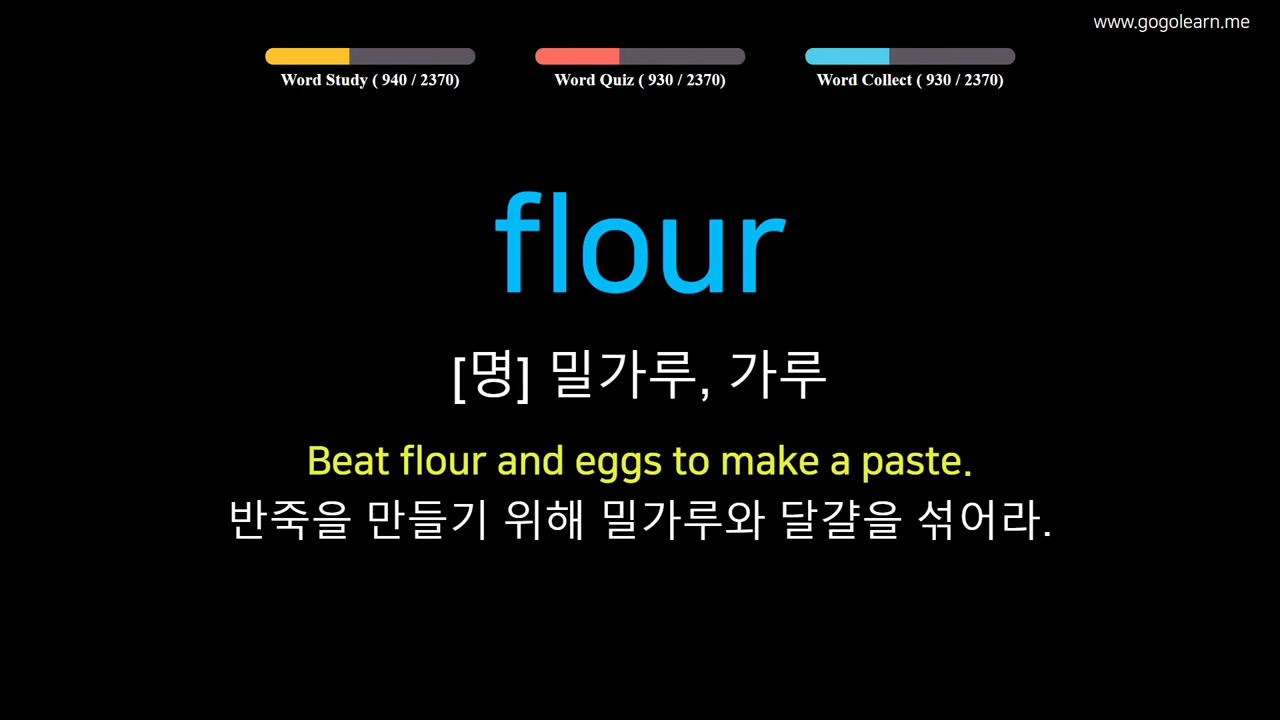 www.gogolearn.me
Word Study ( 940 / 2370)
Word Quiz ( 930 / 2370)
Word Collect ( 930 / 2370)
flour
[명] 밀가루, 가루
Beat flour and eggs to make a paste.
반죽을 만들기 위해 밀가루와 달걀을 섞어라.